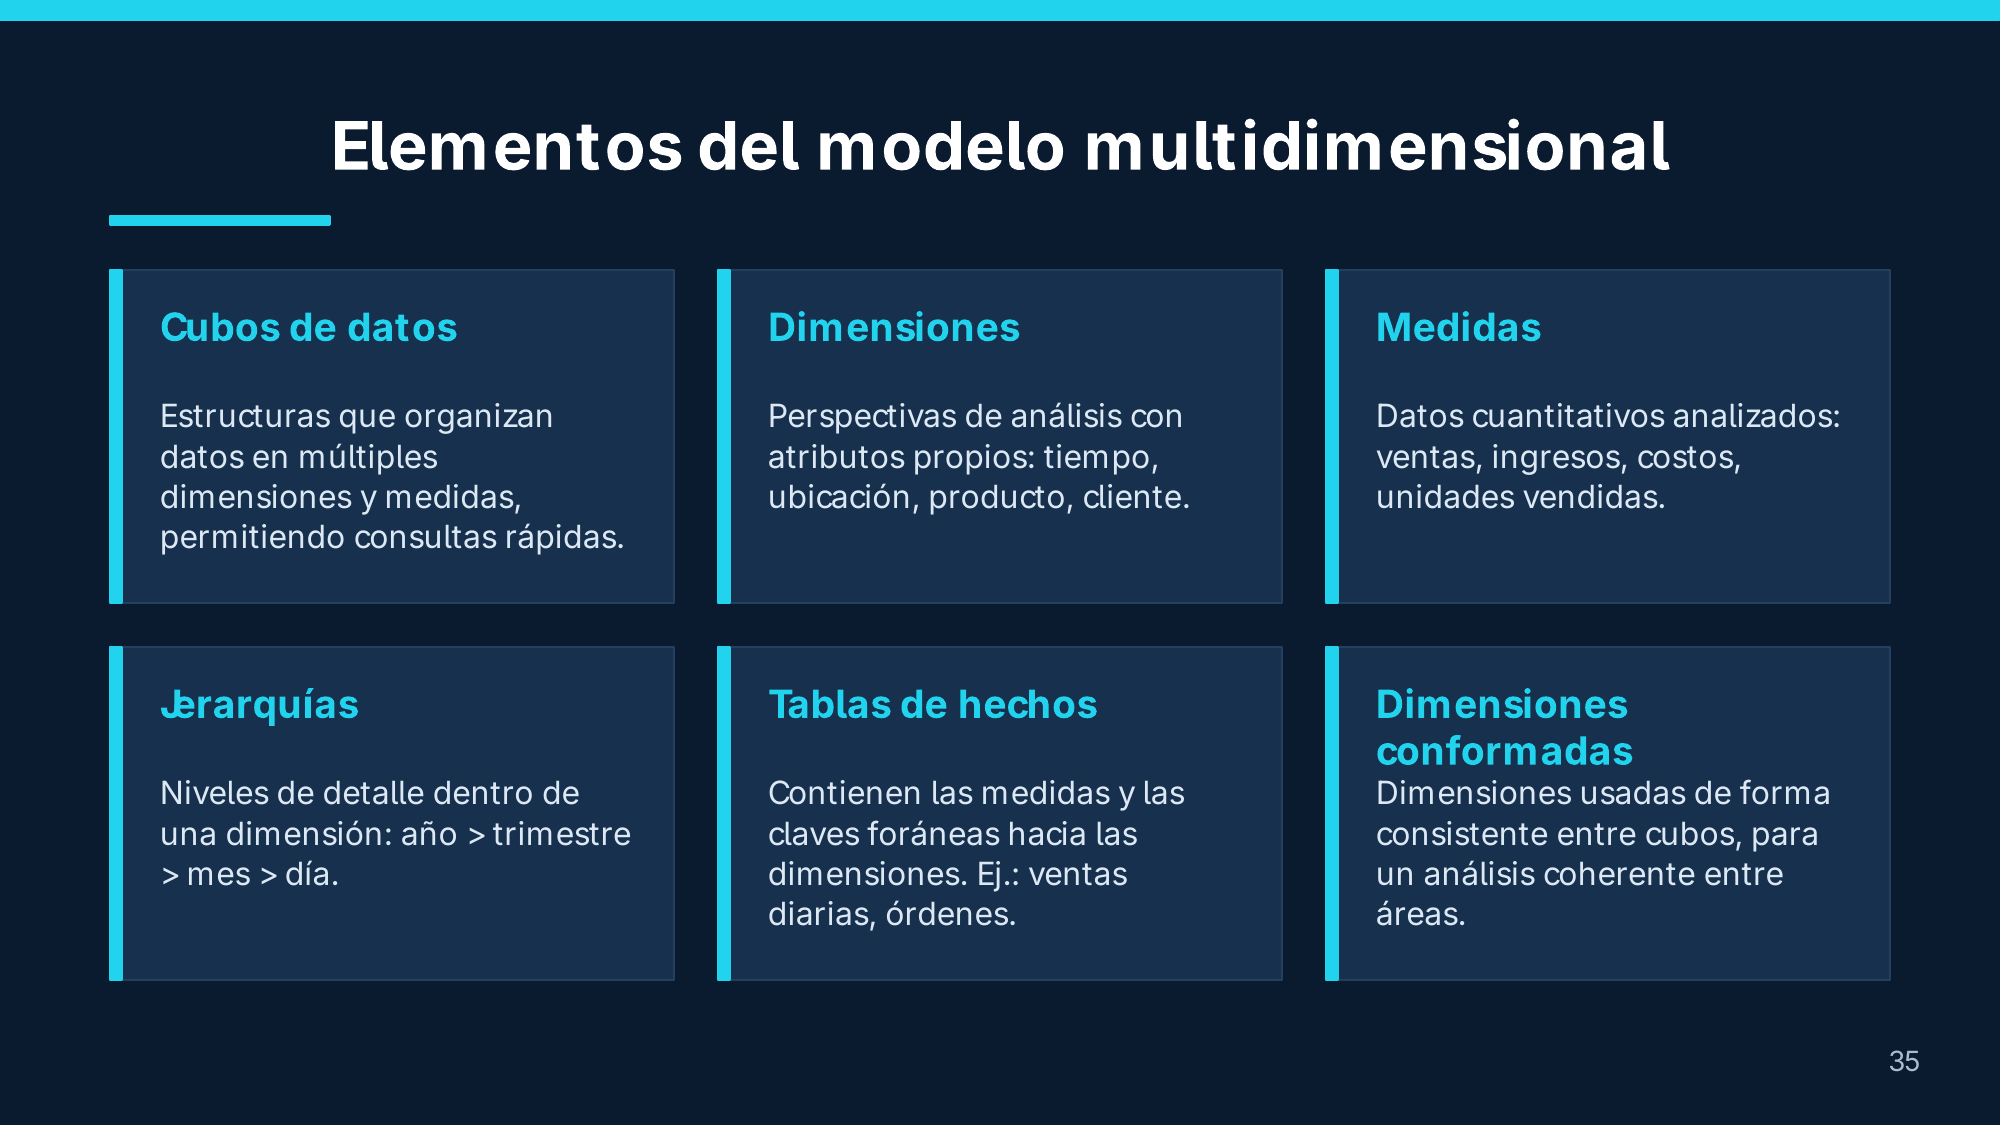 Elementos del modelo multidimensional
Cubos de datos
Estructuras que organizan
datos en múltiples
dimensiones y medidas,
permitiendo consultas rápidas.
Dimensiones
Perspectivas de análisis con
atributos propios: tiempo,
ubicación, producto, cliente.
Medidas
Datos cuantitativos analizados:
ventas, ingresos, costos,
unidades vendidas.
Jerarquías
Niveles de detalle dentro de
una dimensión: año > trimestre
> mes > día.
Tablas de hechos
Contienen las medidas y las
claves foráneas hacia las
dimensiones. Ej.: ventas
diarias, órdenes.
Dimensiones
conformadas
Dimensiones usadas de forma
consistente entre cubos, para
un análisis coherente entre
áreas.
35